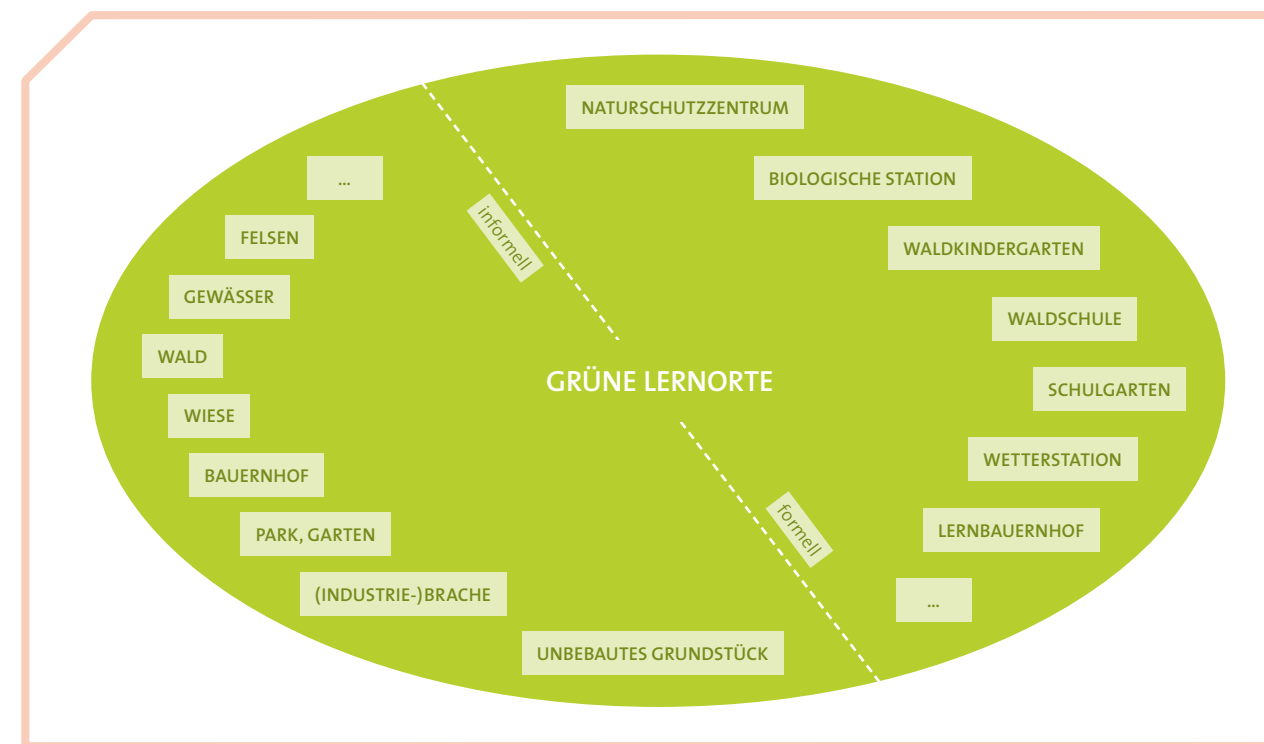 NATURSCHUTZZENTRUM
...
BIOLOGISCHE STATION
informell
FELSEN
WALDKINDERGARTEN
GEWÄSSER
WALDSCHULE
WALD
GRÜNE LERNORTE
SCHULGARTEN
WIESE
WETTERSTATION
BAUERNHOF
formell
PARK, GARTEN
LERNBAUERNHOF
(INDUSTRIE-)BRACHE
...
UNBEBAUTES GRUNDSTÜCK